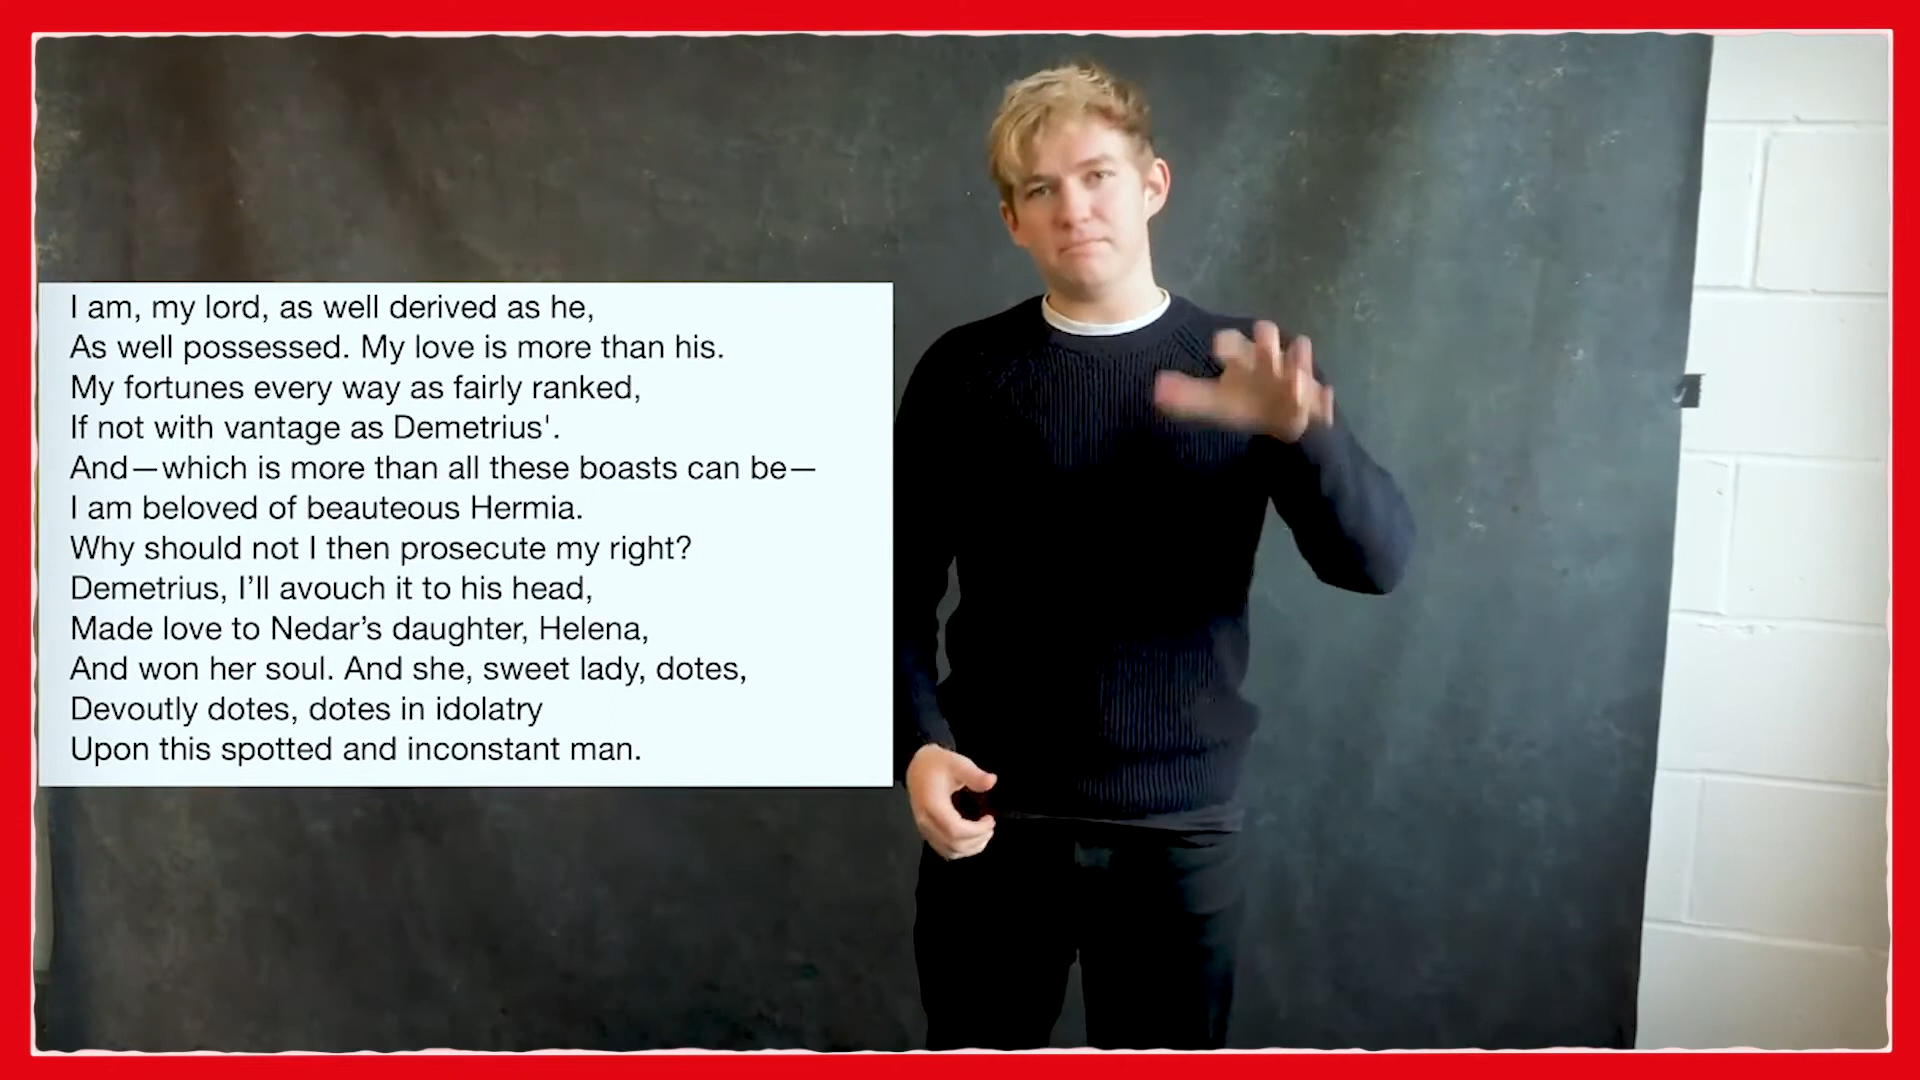 I am, my lord, as well derived as he,
As well possessed. My love is more than his.
My fortunes every way as fairly ranked,
If not with vantage as Demetrius'.
And—which is more than all these boasts can be—
I am beloved of beauteous Hermia.
Why should not I then prosecute my right?
Demetrius, I’ll avouch it to his head,
Made love to Nedar’s daughter, Helena,
And won her soul. And she, sweet lady, dotes,
Devoutly dotes, dotes in idolatry
Upon this spotted and inconstant man.